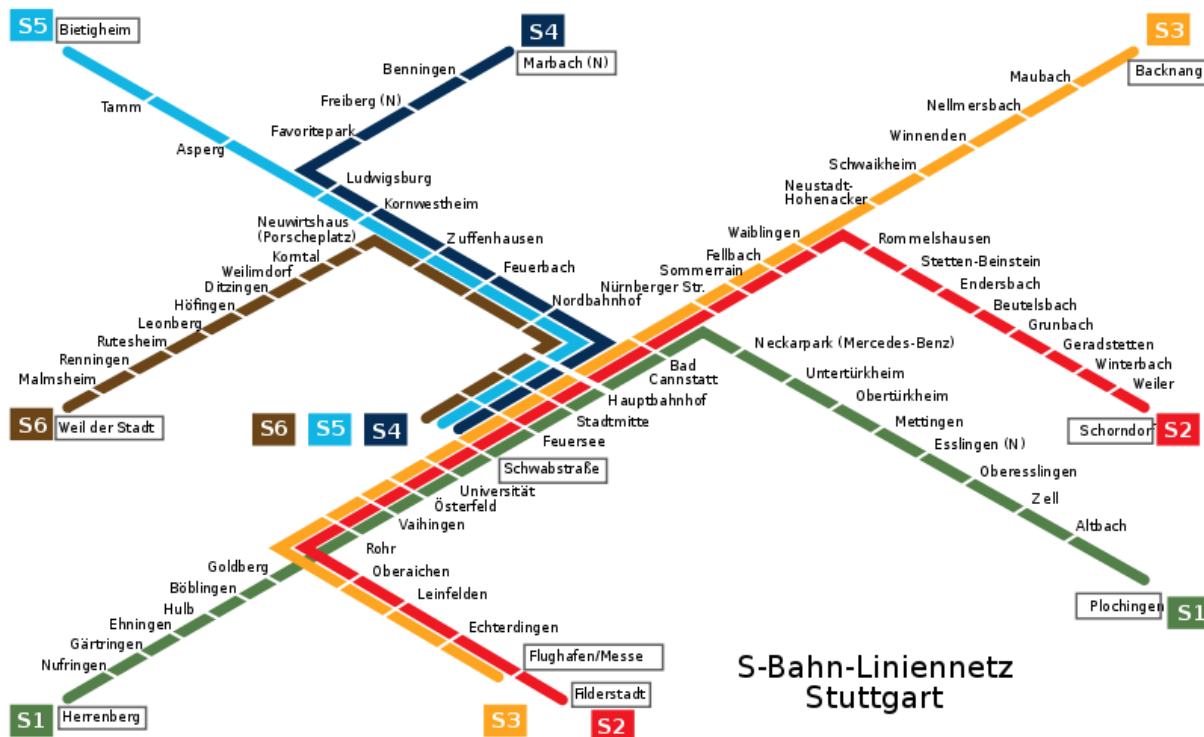 S5
Bietigheim
S4
Marbach (N)
S3
Backnang
Benningen
Freiberg (N)
Favoritepark
Tamm
Asperg
Ludwigsburg
Kornwestheim
Zuffenhausen
Feuerbach
Nordbahnhof
Neuwirtshaus
(Porscheplatz)
Korntal
Weilimdorf
Ditzingen
Höfingen
Leonberg
Rutesheim
Renningen
Malmsheim
S6
Weil der Stadt
S6
S5
S4
Maubach
Nellmersbach
Winnenden
Schwaikheim
Neustadt-
Hohenacker
Waiblingen
Fellbach
Sommerrain
Nürnberger Str.
Rommelshausen
Stetten-Beinstein
Endersbach
Beutelsbach
Grunbach
Geradstetten
Winterbach
Weiler
Schorndorf
S2
Neckarpark (Mercedes-Benz)
Untertürkheim
Obertürkheim
Mettingen
Esslingen (N)
Oberesslingen
Zell
Altbach
Plochingen
S1
Bad
Cannstatt
Hauptbahnhof
Stadtmitte
Feuersee
Schwabstraße
Universität
Österfeld
Vaihingen
Rohr
Oberaichen
Leinfelden
Echterdingen
Flughafen/Messe
Filderstadt
S3
S2
Goldberg
Böblingen
Hulb
Ehningen
Gärtringen
Nufringen
S1
Herrenberg
S-Bahn-Liniennetz
Stuttgart